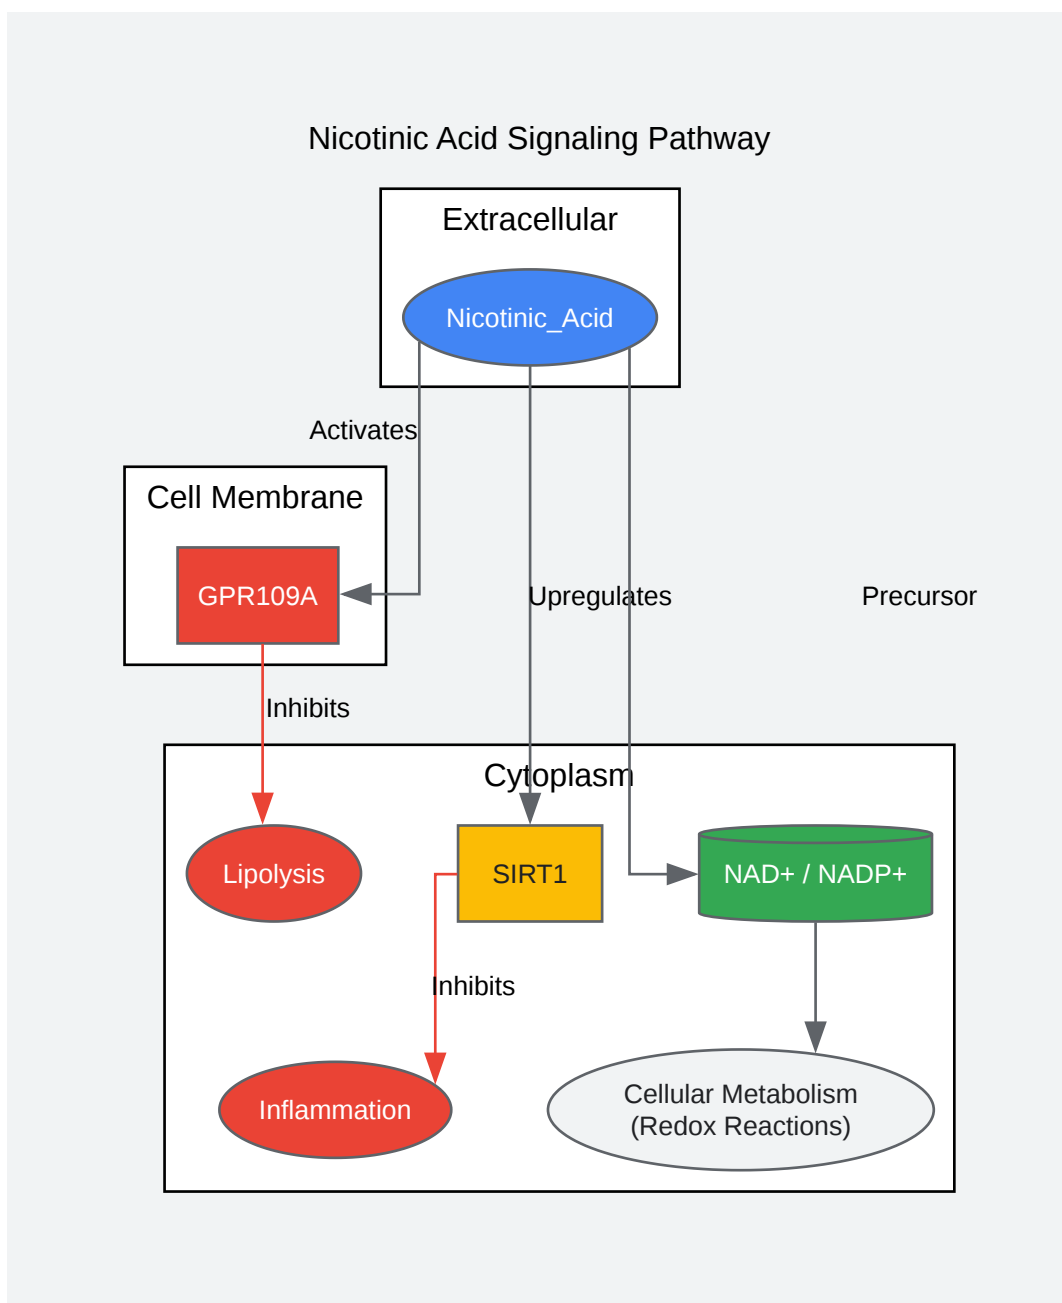 Nicotinic Acid Signaling Pathway
Extracellular
Nicotinic_Acid
Activates
Cell Membrane
GPR109A
Upregulates
Precursor
Inhibits
Cytoplasm
Lipolysis
SIRT1
NAD+ / NADP+
Inhibits
Inflammation
Cellular Metabolism
(Redox Reactions)